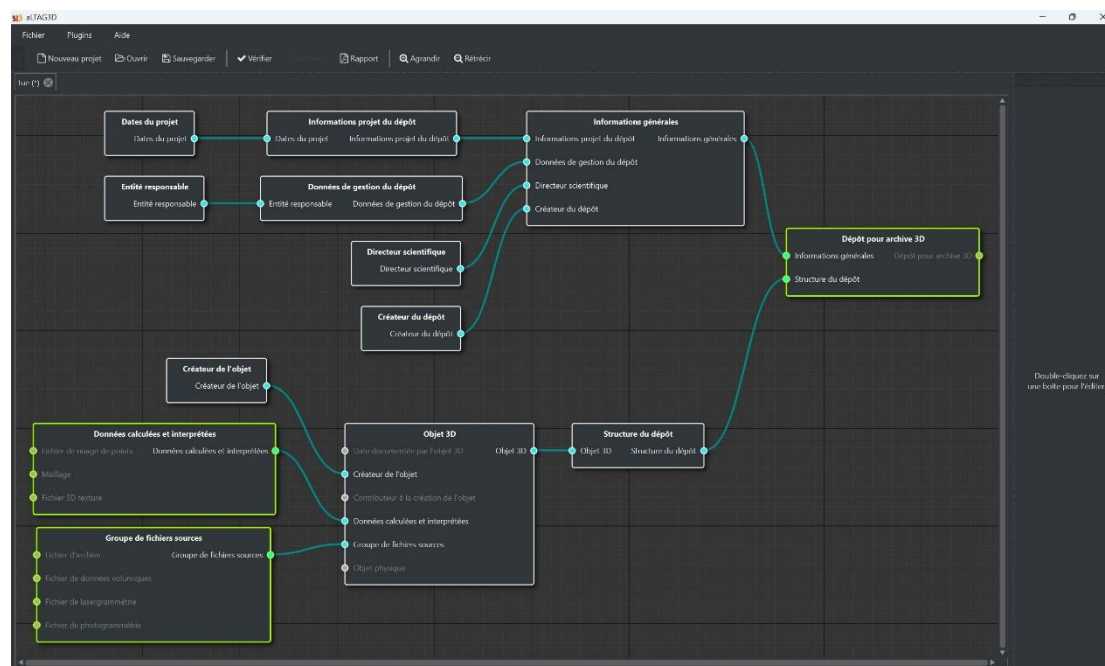 aLTAG3D
Fichier Plugins Aide
Nouveau projet Ouvrir Sauvegarder Vérifier Rapport Agrandir Rétrécir
Dates du projet
Dates du projet
Informations projet du dépôt
Dates du projet Informations projet du dépôt
Informations générales
Informations projet du dépôt Informations générales
Données de gestion du dépôt
Directeur scientifique
Créateur du dépôt
Entité responsable
Entité responsable
Données de gestion du dépôt
Entité responsable Données de gestion du dépôt
Directeur scientifique
Directeur scientifique
Créateur du dépôt
Créateur du dépôt
Dépôt pour archive 3D
Informations générales Dépôt pour archive 3D
Structure du dépôt
Double-cliquez sur
une boîte pour l'éditer
Créateur de l'objet
Créateur de l'objet
Données calculées et interprétées
Fichier de nuage de points Données calculées et interprétées
Maillage
Fichier 3D texture
Objet 3D
Date documentée par l'objet 3D Objet 3D
Créateur de l'objet
Contributeur à la création de l'objet
Données calculées et interprétées
Groupe de fichiers sources
Objet physique
Structure du dépôt
Objet 3D Structure du dépôt
Groupe de fichiers sources
Fichier d'archive Groupe de fichiers sources
Fichier de données volumiques
Fichier de lasergrammétrie
Fichier de photogrammétrie